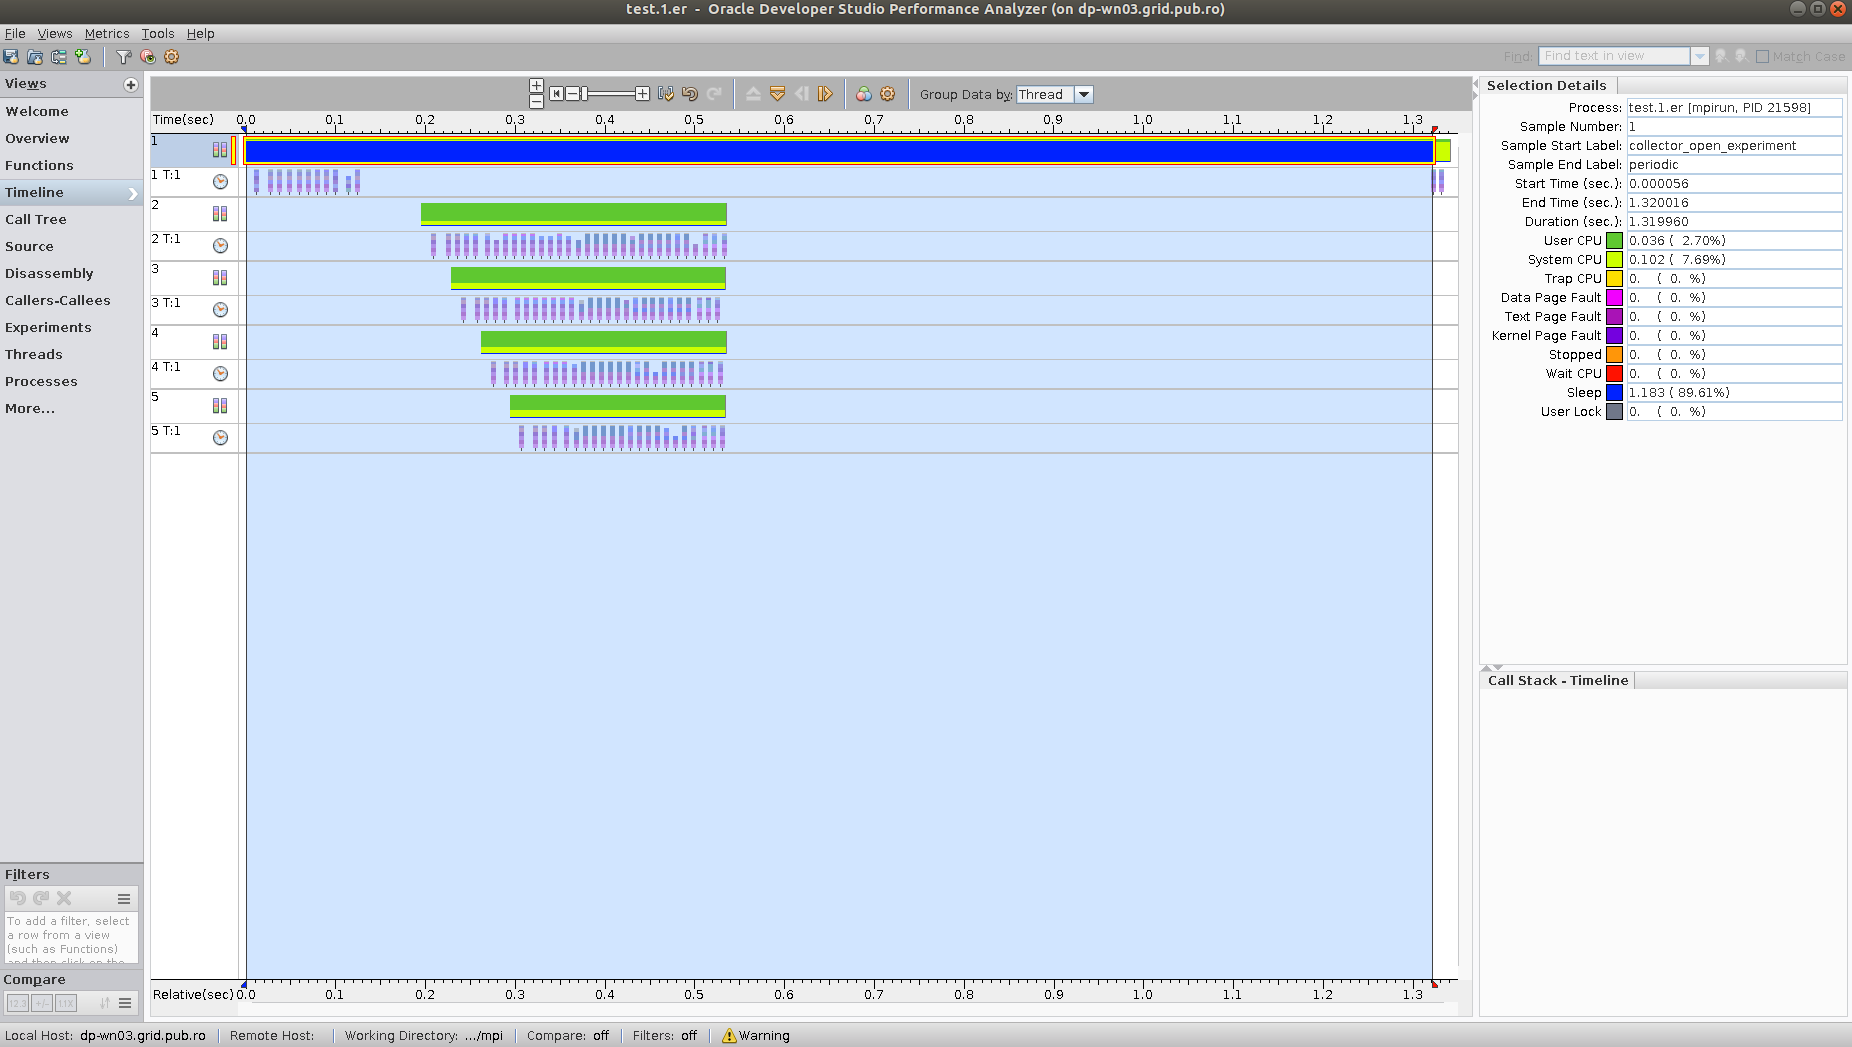 test.1.er - Oracle Developer Studio Performance Analyzer (on dp-wn03.grid.pub.ro)
File Views Metrics Tools Help
Find: Find text in view Match Case
Views
Welcome
Overview
Functions
Timeline
Call Tree
Source
Disassembly
Callers-Callees
Experiments
Threads
Processes
More...
Filters
To add a filter, select
a row from a view
(such as Functions)
and then click on the
Compare
12.3 +/- 11X
Group Data by: Thread
Time(sec) 0.0 0.1 0.2 0.3 0.4 0.5 0.6 0.7 0.8 0.9 1.0 1.1 1.2 1.3
1
1 T:1
2
2 T:1
3
3 T:1
4
4 T:1
5
5 T:1
Relative(sec) 0.0 0.1 0.2 0.3 0.4 0.5 0.6 0.7 0.8 0.9 1.0 1.1 1.2 1.3
Selection Details
Process: test.1.er [mpirun, PID 21598]
Sample Number: 1
Sample Start Label: collector_open_experiment
Sample End Label: periodic
Start Time (sec.): 0.000056
End Time (sec.): 1.320016
Duration (sec.): 1.319960
User CPU 0.036 ( 2.70%)
System CPU 0.102 ( 7.69%)
Trap CPU 0. ( 0. %)
Data Page Fault 0. ( 0. %)
Text Page Fault 0. ( 0. %)
Kernel Page Fault 0. ( 0. %)
Stopped 0. ( 0. %)
Wait CPU 0. ( 0. %)
Sleep 1.183 ( 89.61%)
User Lock 0. ( 0. %)
Call Stack - Timeline
Local Host: dp-wn03.grid.pub.ro Remote Host: Working Directory: .../mpi Compare: off Filters: off Warning